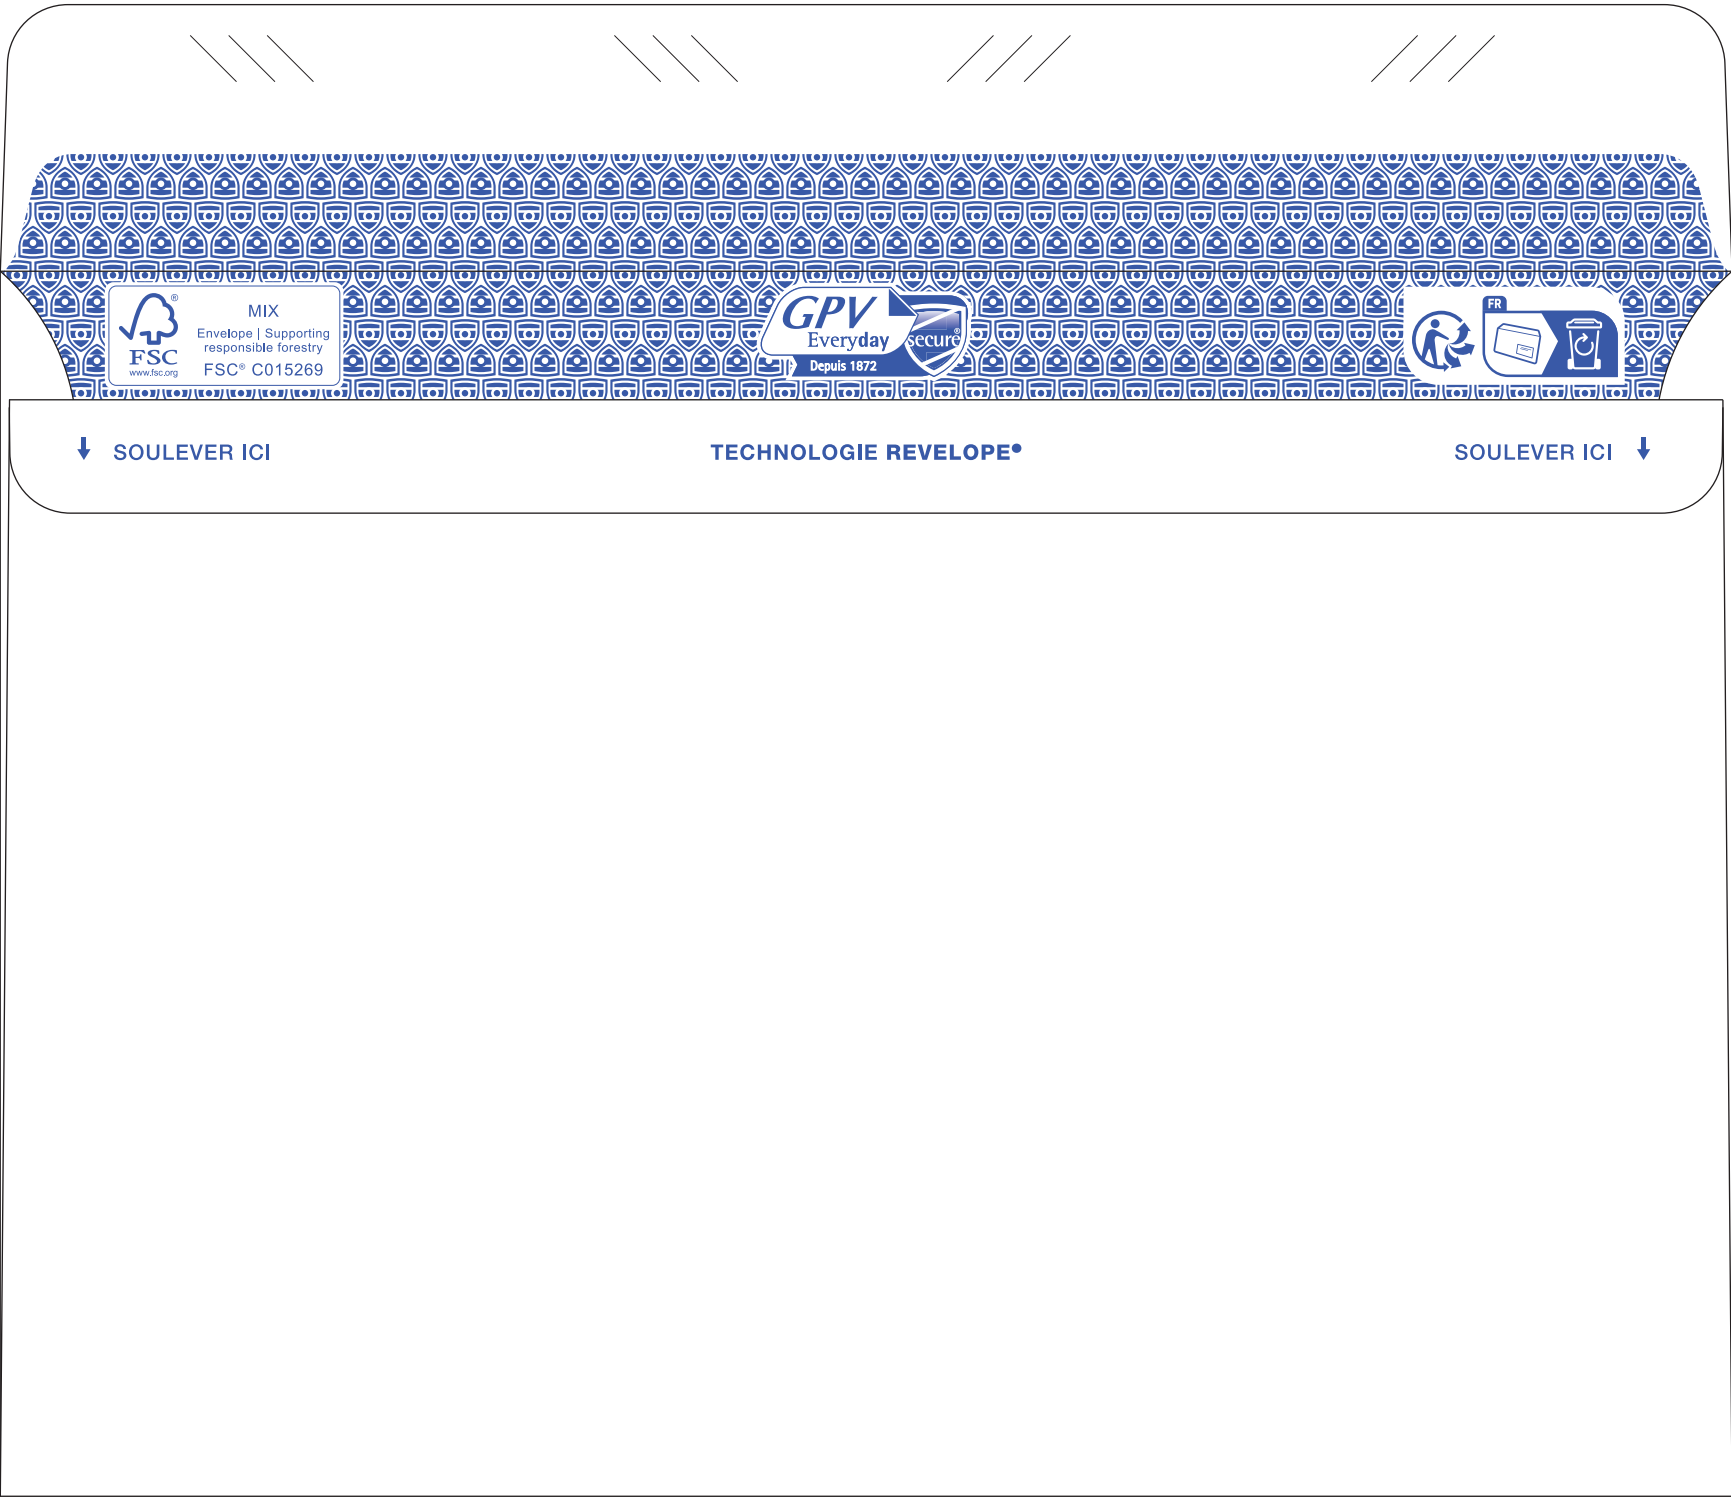 ®
MIX
Envelope | Supporting
responsible forestry
FSC
www.fsc.org
FSC® C015269
GPV
Everyday
secure®
Depuis 1872
FR
SOULEVER ICI
TECHNOLOGIE REVELOPE®
SOULEVER ICI